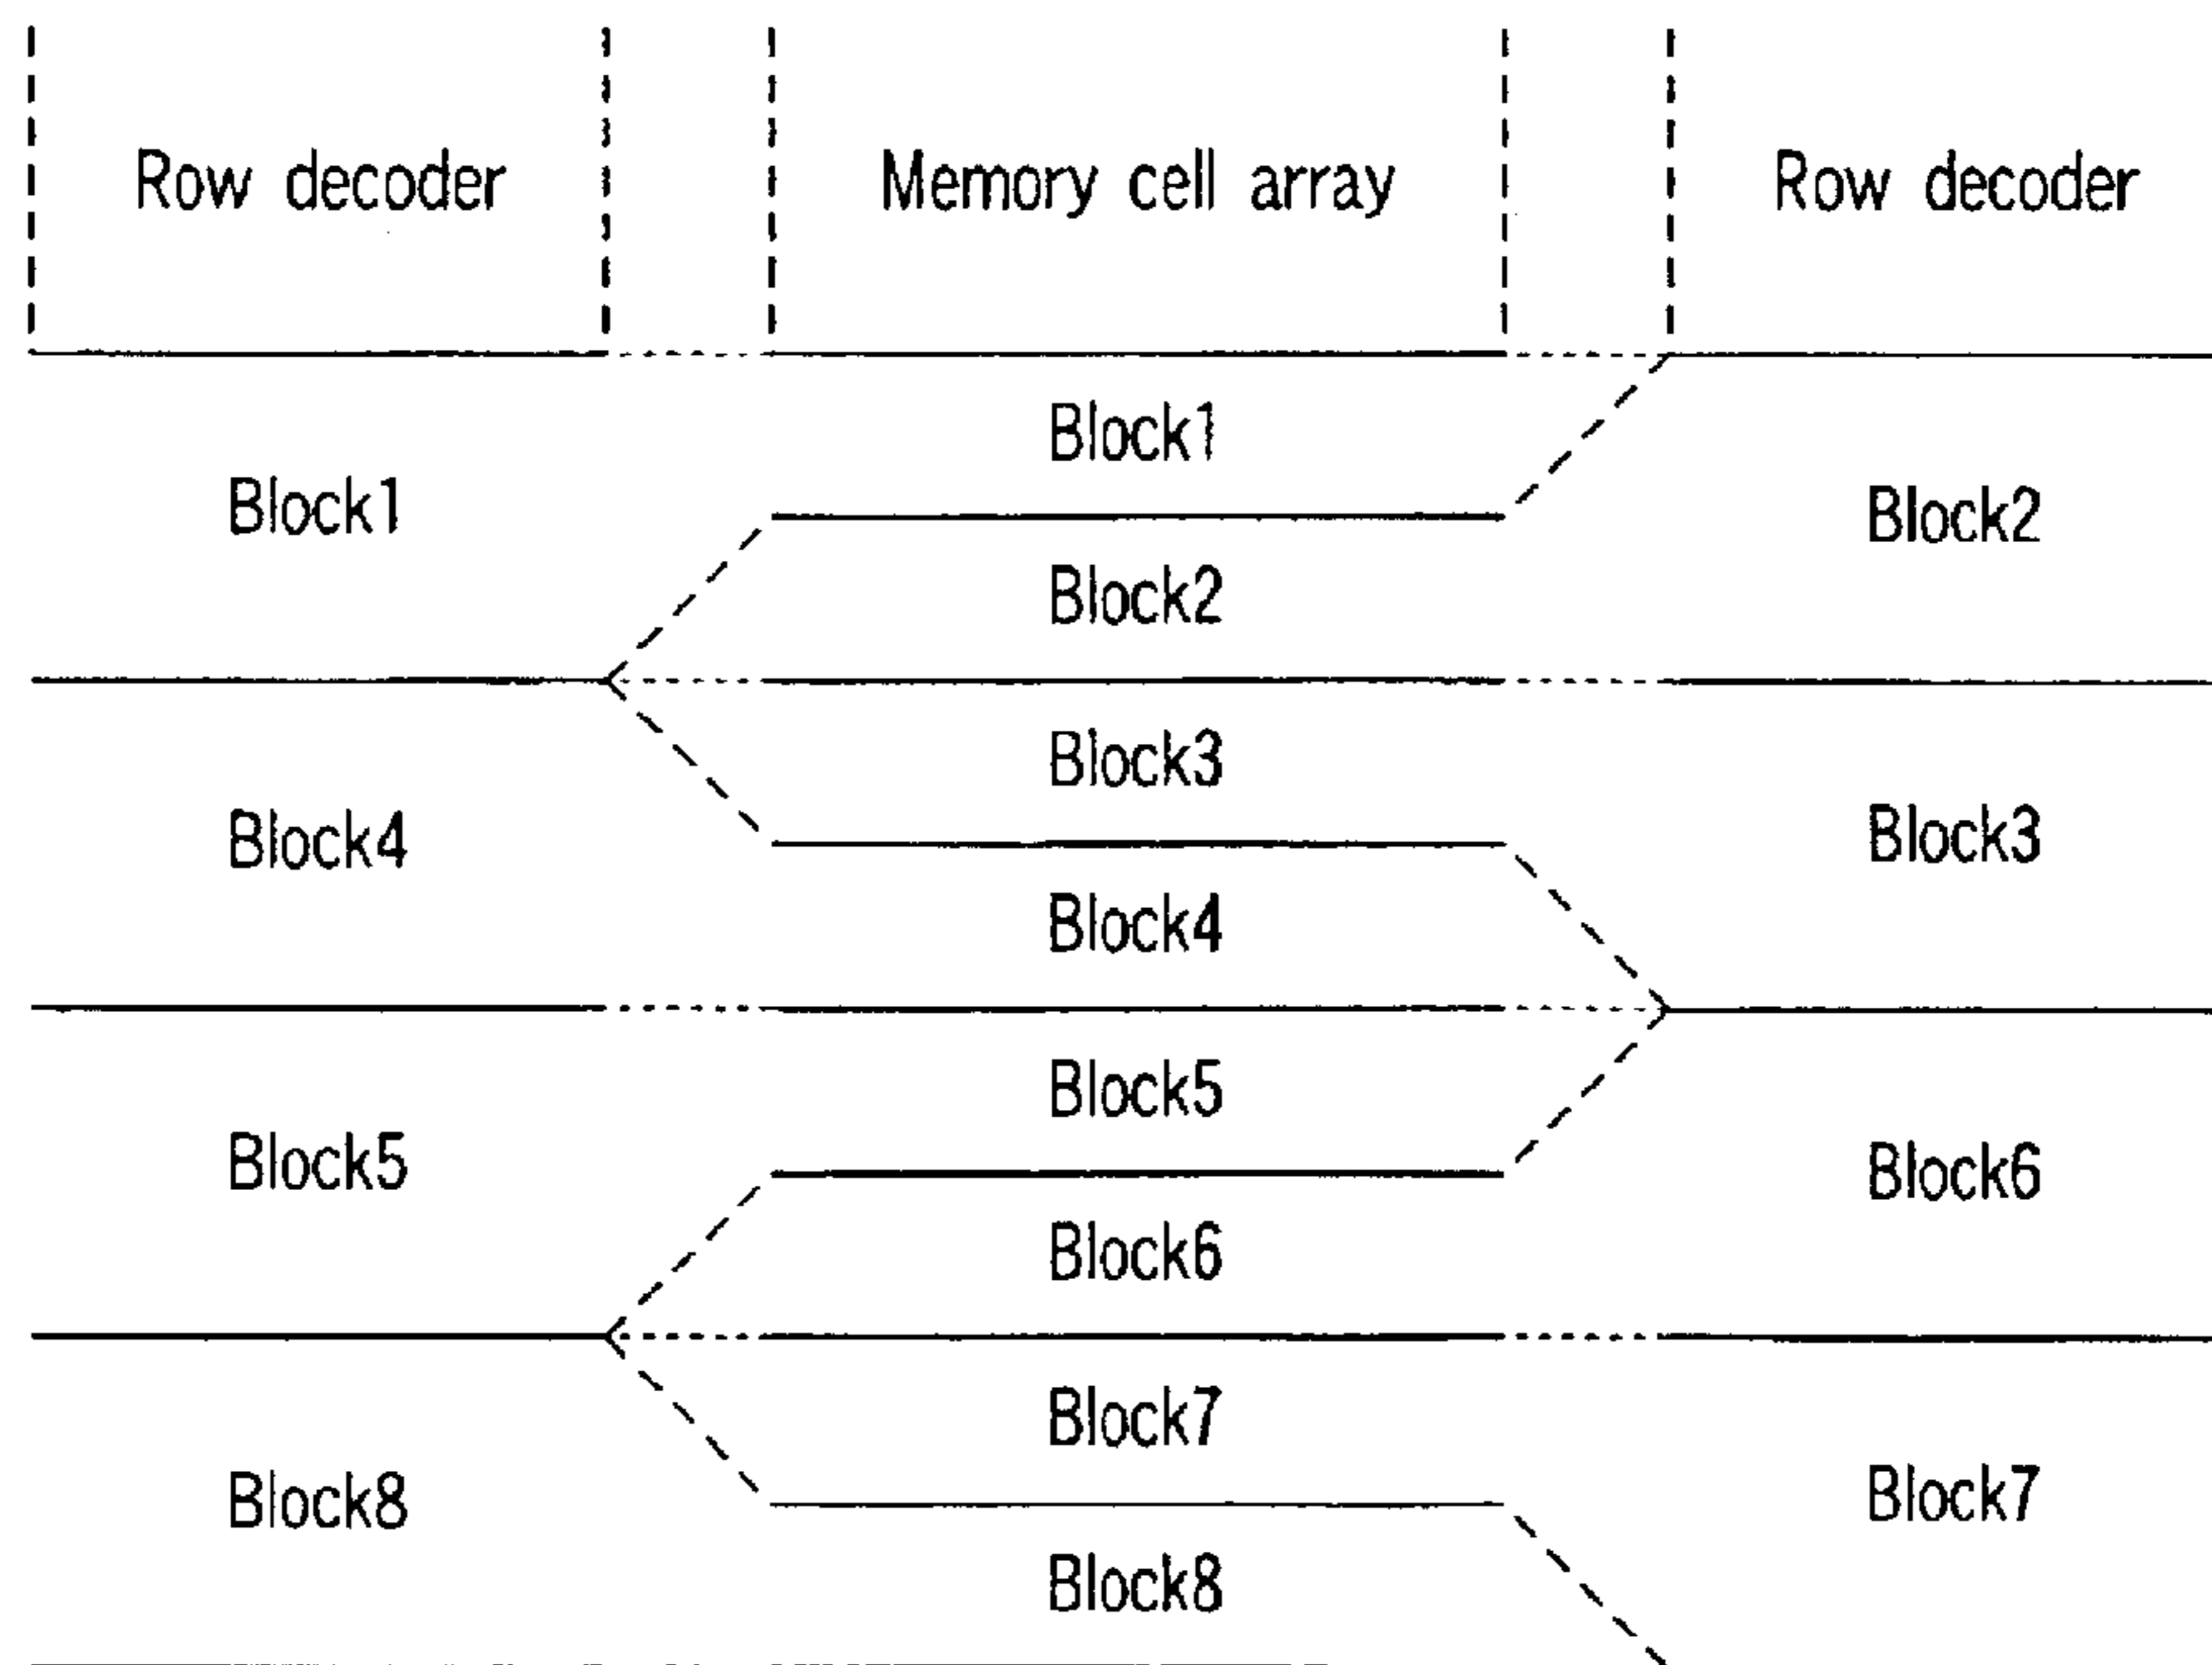 Row decoder
Memory cell array
Row decoder
Block1
Block1
Block2
Block2
Block3
Block4
Block3
Block4
Block5
Block5
Block6
Block6
Block7
Block8
Block7
Block8